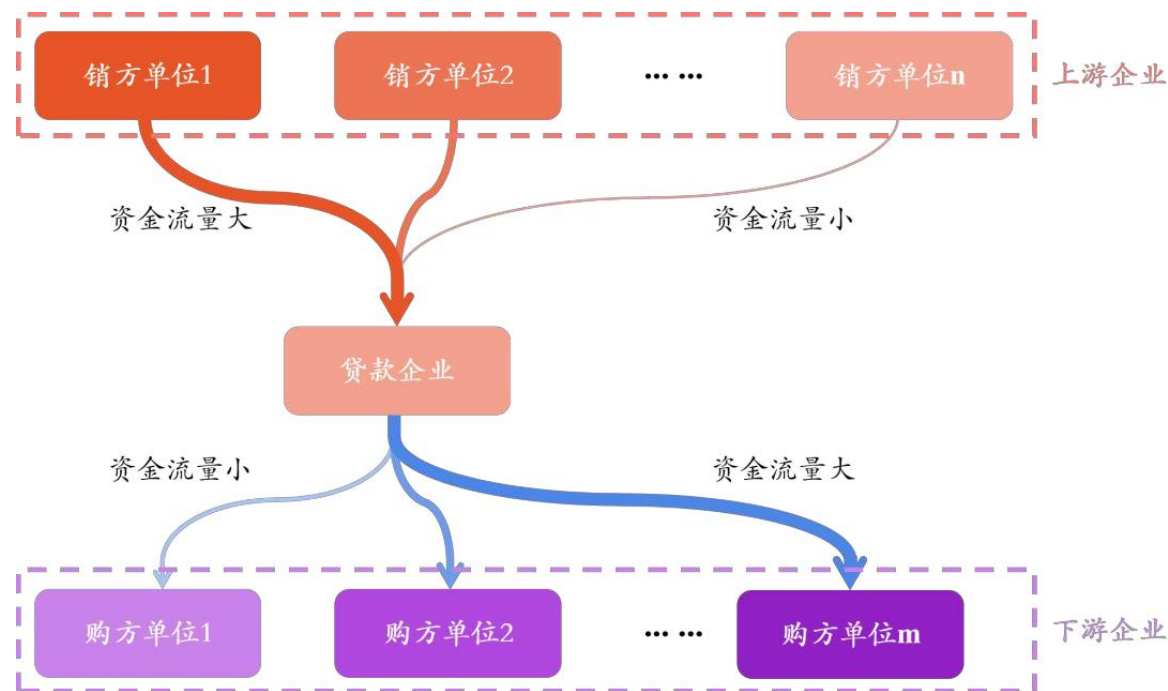 销方单位1
销方单位2
... ...
销方单位n
上游企业
资金流量大
资金流量小
贷款企业
资金流量小
资金流量大
购方单位1
购方单位2
... ...
购方单位m
下游企业